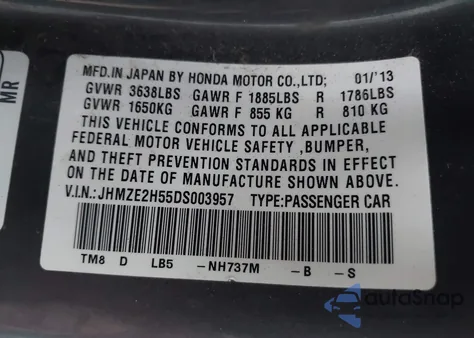 MFD.IN JAPAN BY HONDA MOTOR CO.,LTD; 01/'13
GVWR 3638LBS GAWR F 1885LBS R 1786LBS
GVWR 1650KG GAWR F 855 KG R 810 KG
THIS VEHICLE CONFORMS TO ALL APPLICABLE
FEDERAL MOTOR VEHICLE SAFETY ,BUMPER,
AND THEFT PREVENTION STANDARDS IN EFFECT
ON THE DATE OF MANUFACTURE SHOWN ABOVE.
V.I.N.: JHMZE2H55DS003957 TYPE:PASSENGER CAR
TM8 D LB5 -NH737M -B -S
MR
AutoSnap